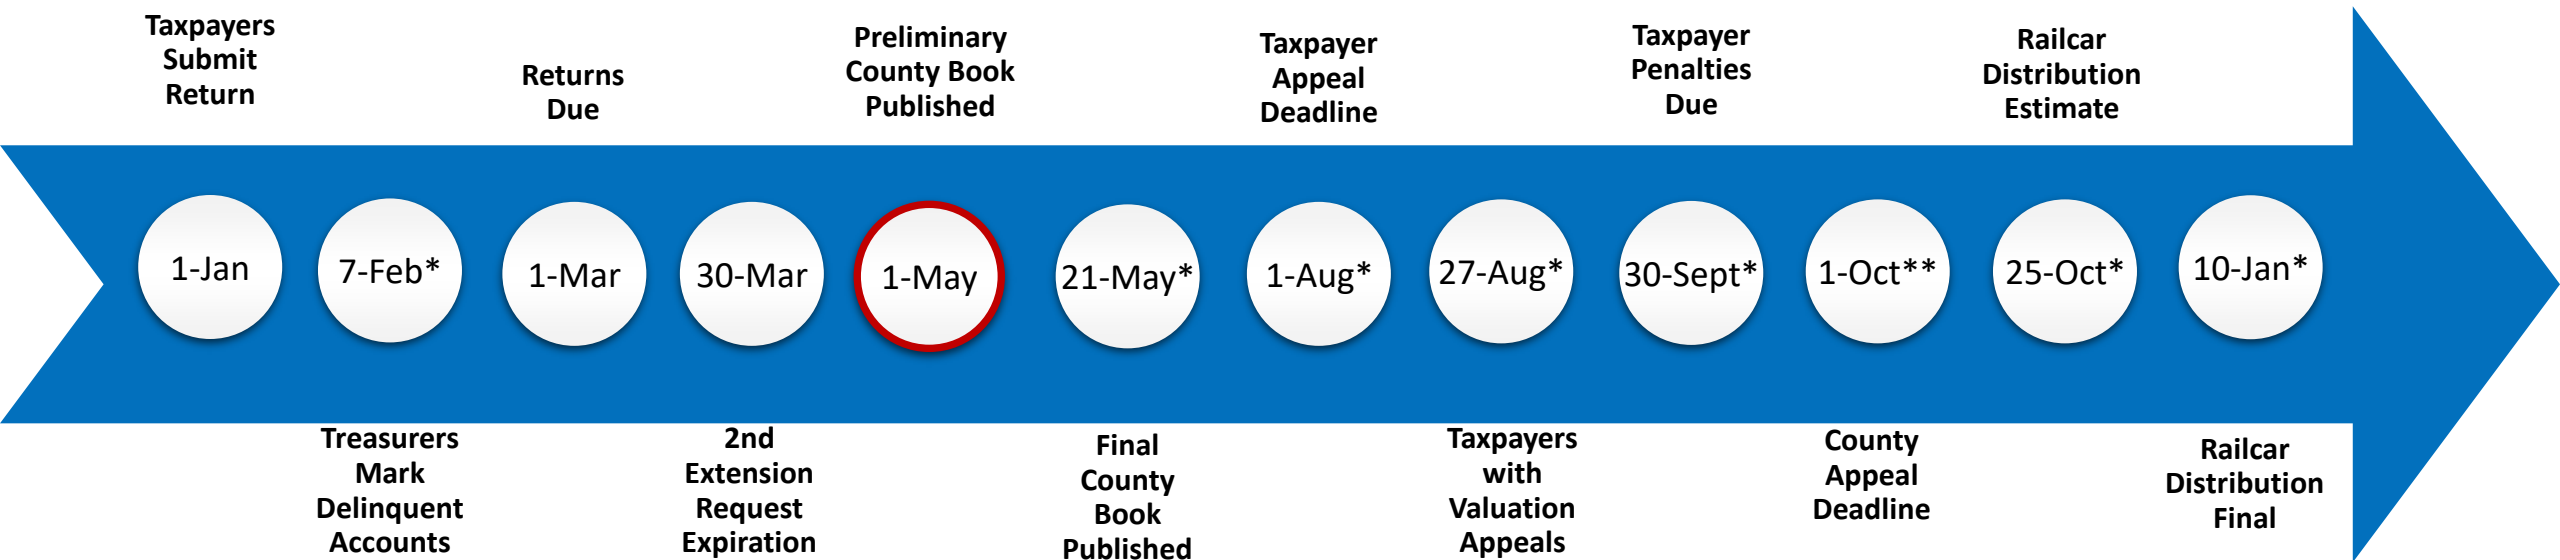 Taxpayers
Submit
Return
Returns
Due
Preliminary
County Book
Published
Taxpayer
Appeal
Deadline
Taxpayer
Penalties
Due
Railcar
Distribution
Estimate
1-Jan
7-Feb*
1-Mar
30-Mar
1-May
21-May*
1-Aug*
27-Aug*
30-Sept*
1-Oct**
25-Oct*
10-Jan*
Treasurers
Mark
Delinquent
Accounts
2nd
Extension
Request
Expiration
Final
County
Book
Published
Taxpayers
with
Valuation
Appeals
County
Appeal
Deadline
Railcar
Distribution
Final